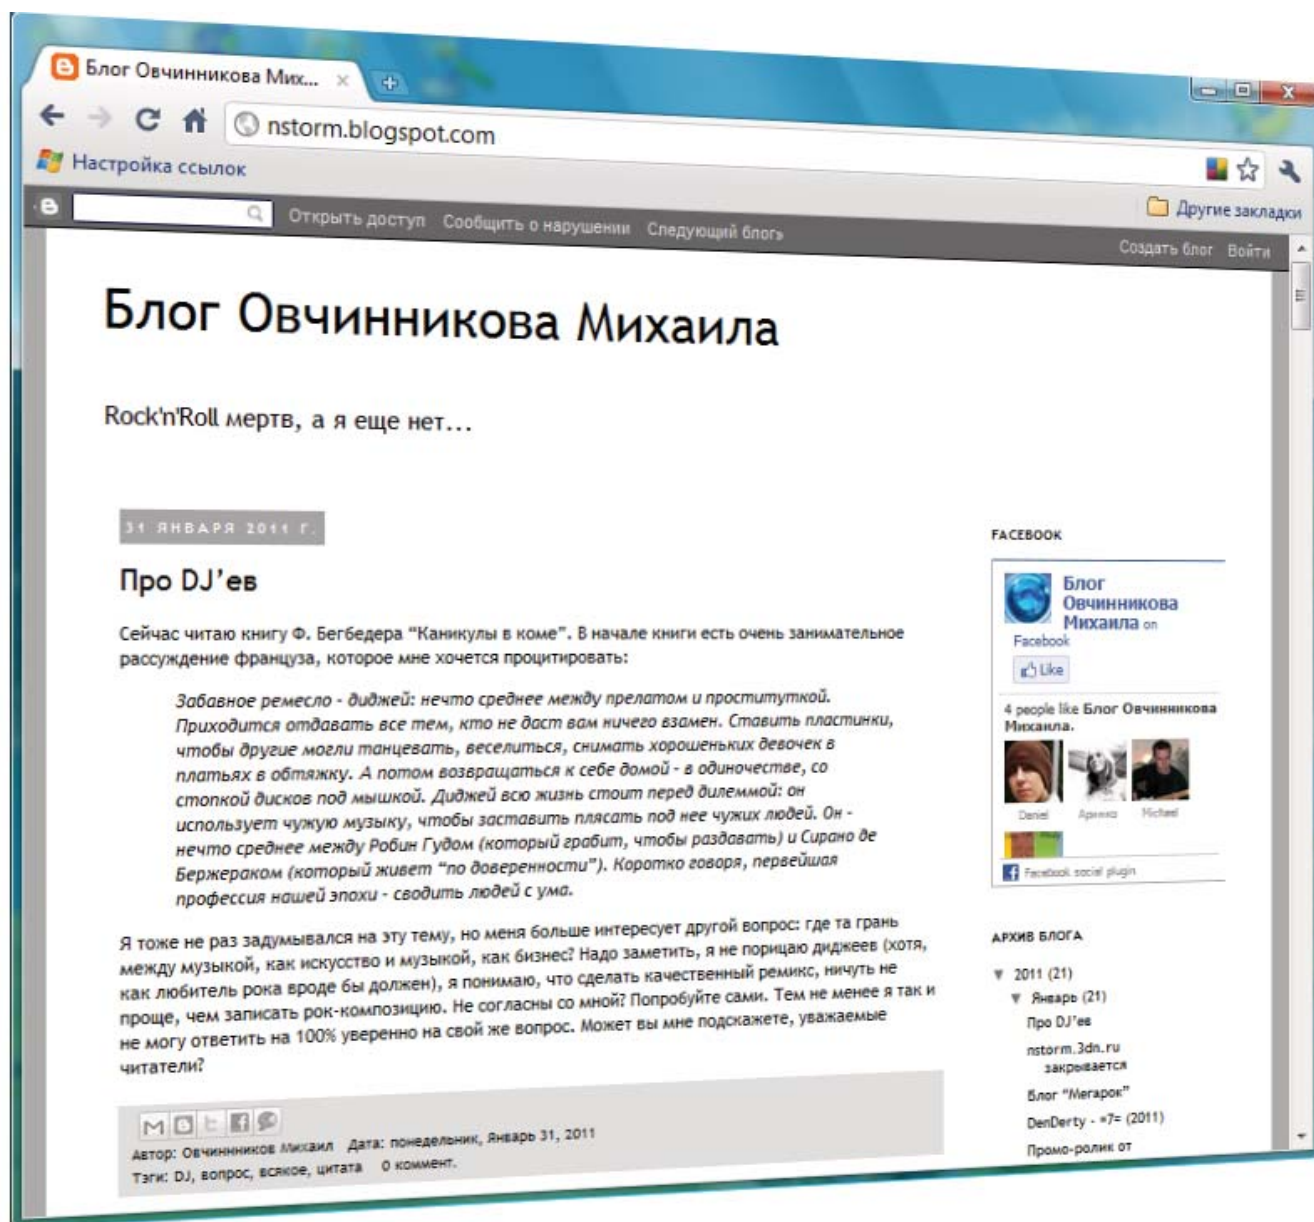 Блог Овчинникова Мих...
nstorm.blogspot.com
Настройка ссылок
Другие закладки
Открыть доступ Сообщить о нарушении Следующий блог»
Создать блог Войти
Блог Овчинникова Михаила
Rock'n'Roll мертв, а я еще нет...
31 ЯНВАРЯ 2011 Г.
Про DJ'ев
Сейчас читаю книгу Ф. Бегбедера “Каникулы в коме”. В начале книги есть очень занимательное
рассуждение француза, которое мне хочется процитировать:
Забавное ремесло - диджей: нечто среднее между прелатом и проституткой.
Приходится отдавать все тем, кто не даст вам ничего взамен. Ставить пластинки,
чтобы другие могли танцевать, веселиться, снимать хорошеньких девочек в
платьях в обтяжку. А потом возвращаться к себе домой - в одиночестве, со
стопкой дисков под мышкой. Диджей всю жизнь стоит перед дилеммой: он
использует чужую музыку, чтобы заставить плясать под нее чужих людей. Он -
нечто среднее между Робин Гудом (который грабит, чтобы раздавать) и Сирано де
Бержераком (который живет “по доверенности”). Коротко говоря, первейшая
профессия нашей эпохи - сводить людей с ума.
Я тоже не раз задумывался на эту тему, но меня больше интересует другой вопрос: где та грань
между музыкой, как искусство и музыкой, как бизнес? Надо заметить, я не порицаю диджеев (хотя,
как любитель рока вроде бы должен), я понимаю, что сделать качественный ремикс, ничуть не
проще, чем записать рок-композицию. Не согласны со мной? Попробуйте сами. Тем не менее я так и
не могу ответить на 100% уверенно на свой же вопрос. Может вы мне подскажете, уважаемые
читатели?
Автор: Овчиннников Михаил Дата: понедельник, Январь 31, 2011
Тэги: DJ, вопрос, всякое, цитата 0 коммент.
FACEBOOK
Блог
Овчинникова
Михаила on
Facebook
Like
4 people like Блог Овчинникова
Михаила.
Daniel Аринка Michael
Facebook social plugin
АРХИВ БЛОГА
▼ 2011 (21)
▼ Январь (21)
Про DJ'ев
nstorm.3dn.ru
закрывается
Блог “Мегарок”
DenDerty - =7= (2011)
Промо-ролик от